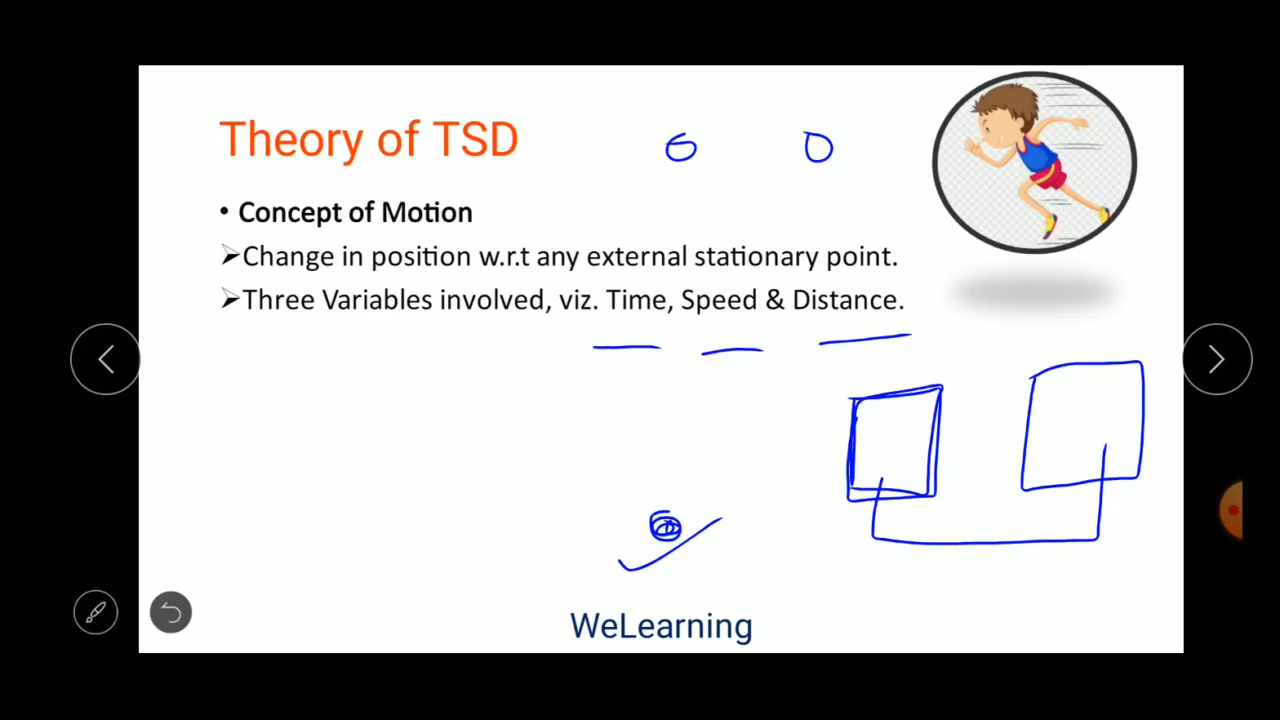 Theory of TSD
• Concept of Motion
➢Change in position w.r.t any external stationary point.
➢Three Variables involved, viz. Time, Speed & Distance.
WeLearning